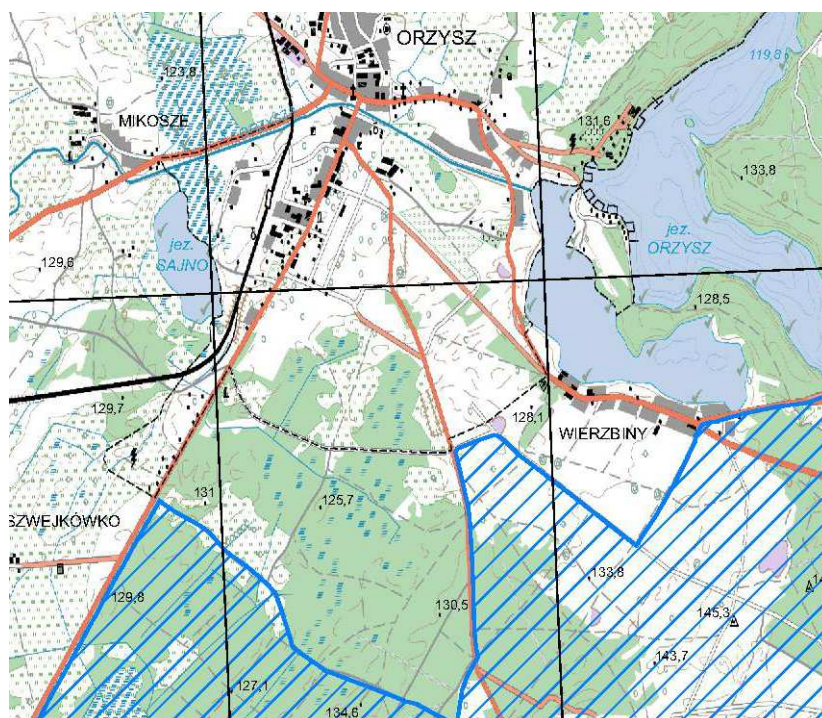 ORZYSZ
119,8
123,8
MIKOSZE
131,6
133,8
jez.
SAJNO
jez.
ORZYSZ
129,6
128,5
129,7
128,1
WIERZBINY
131
125,7
SZWEJKÓWKO
133,8
129,8
130,5
145,3
14
143,7
127,1
134,6